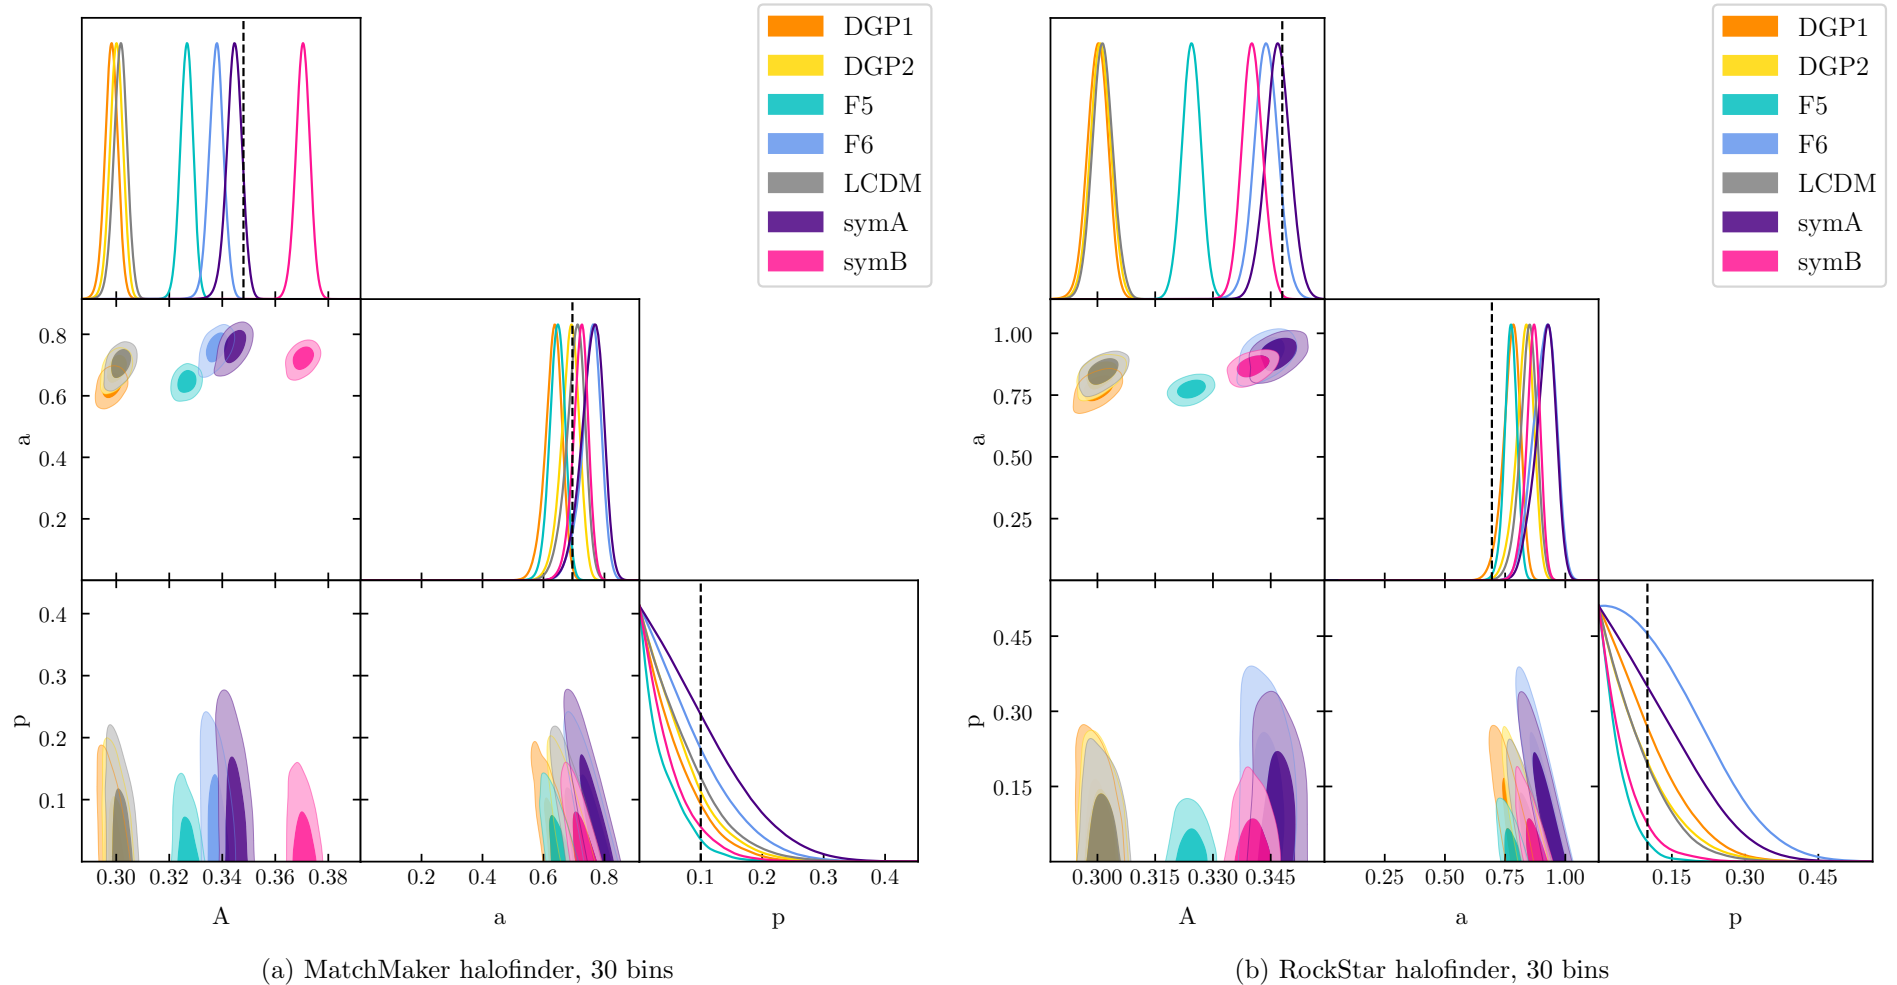 DGP1
DGP2
F5
F6
LCDM
symA
symB
0.8
0.6
0.4
0.2
a
0.4
0.3
0.2
0.1
p
0.30 0.32 0.34 0.36 0.38
0.2 0.4 0.6 0.8
0.1 0.2 0.3 0.4
A
a
p
(a) MatchMaker halofinder, 30 bins
DGP1
DGP2
F5
F6
LCDM
symA
symB
1.00
0.75
0.50
0.25
a
0.45
0.30
0.15
p
0.300 0.315 0.330 0.345
0.25 0.50 0.75 1.00
0.15 0.30 0.45
A
a
p
(b) RockStar halofinder, 30 bins